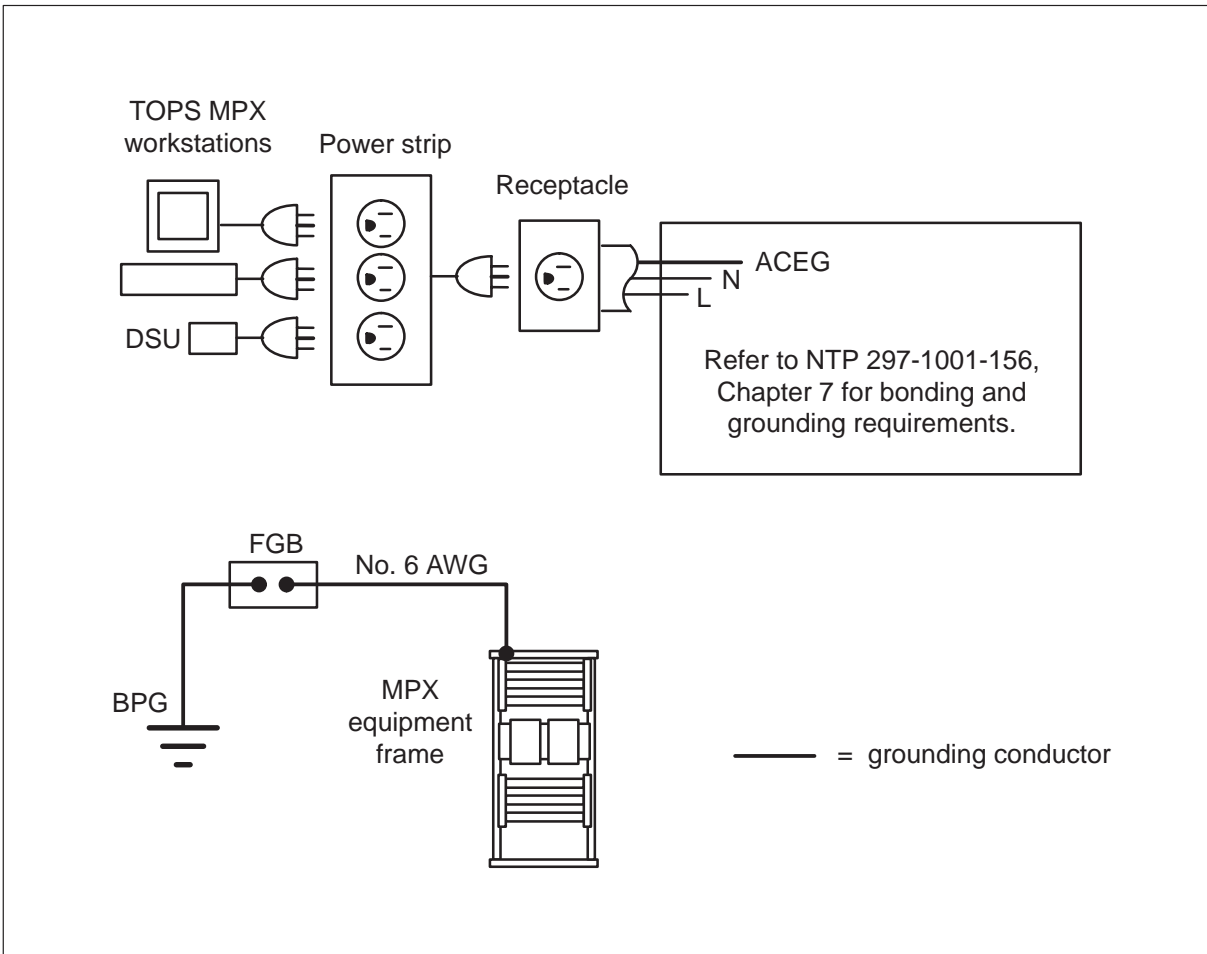 TOPS MPX
workstations
Power strip
Receptacle
ACEG
N
L
DSU
Refer to NTP 297-1001-156,
Chapter 7 for bonding and
grounding requirements.
FGB
No. 6 AWG
BPG
MPX
equipment
frame
= grounding conductor